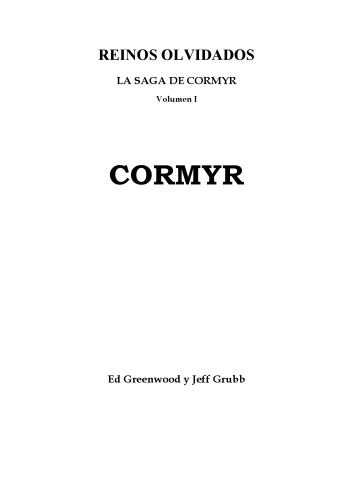 REINOS OLVIDADOS
LA SAGA DE CORMYR
Volumen I
CORMYR
Ed Greenwood y Jeff Grubb